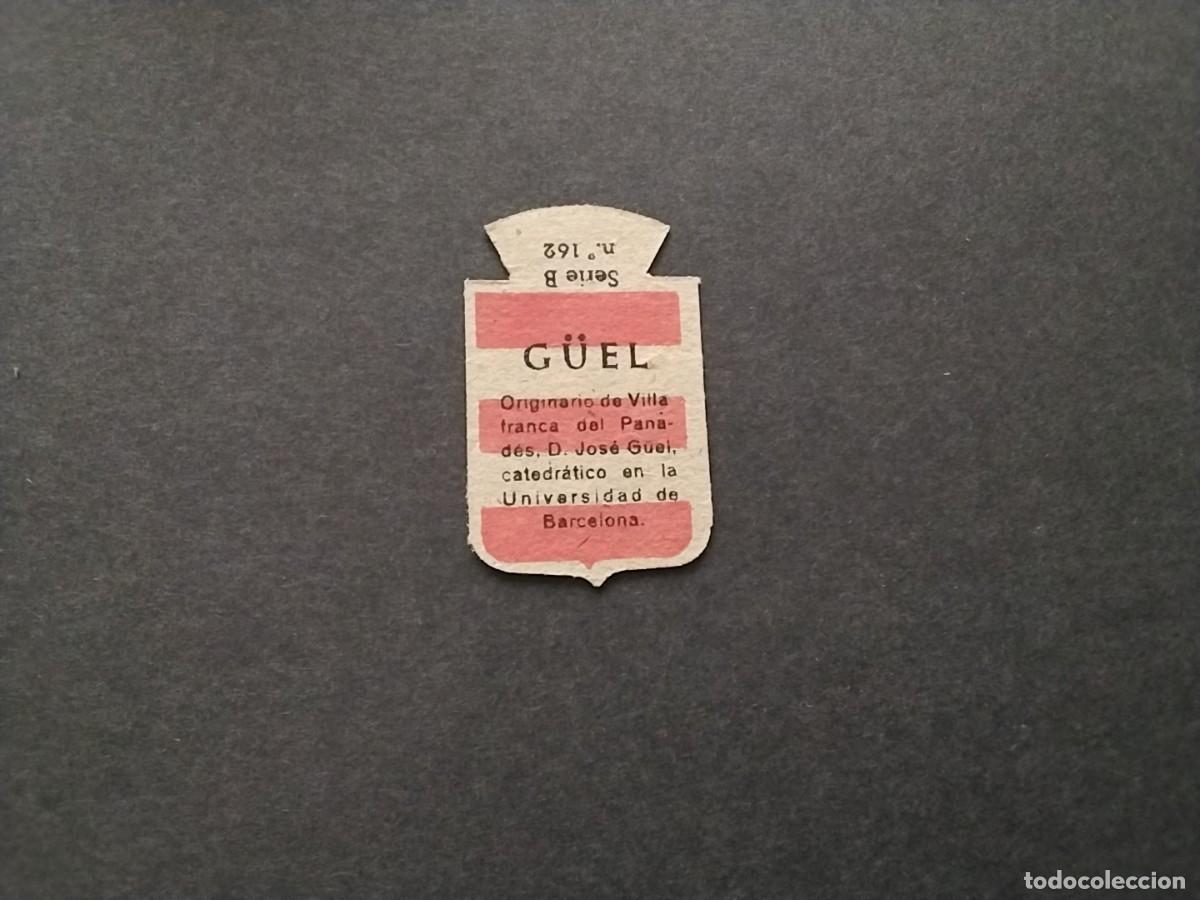 Serie B
n.º 162
GÜEL
Originario de Villa
franca del Pana-
dés, D. José Güel,
catedrático en la
Universidad de
Barcelona.
todocoleccion